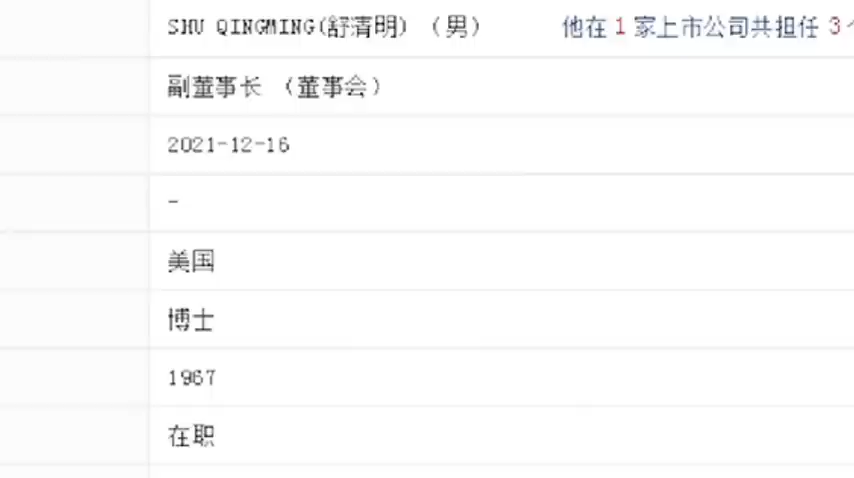 SHU QINGMING(舒清明) （男） 他在 1 家上市公司共担任 3
副董事长 （董事会）
2021-12-16
-
美国
博士
1967
在职